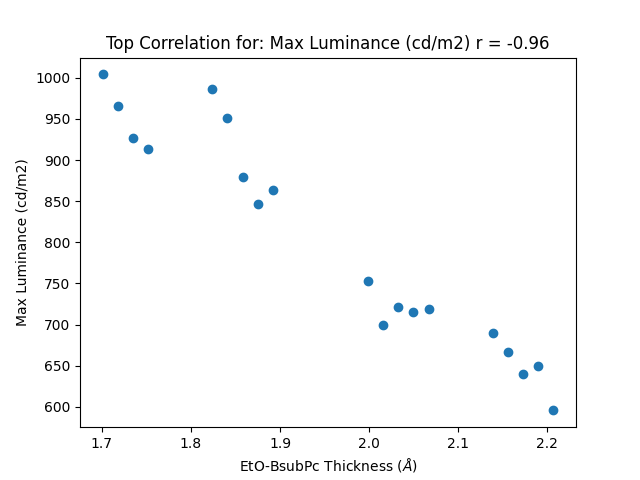 Top Correlation for: Max Luminance (cd/m2) r = -0.96
1000
950
900
850
800
750
700
650
600
Max Luminance (cd/m2)
1.7 1.8 1.9 2.0 2.1 2.2
EtO-BsubPc Thickness (Å)